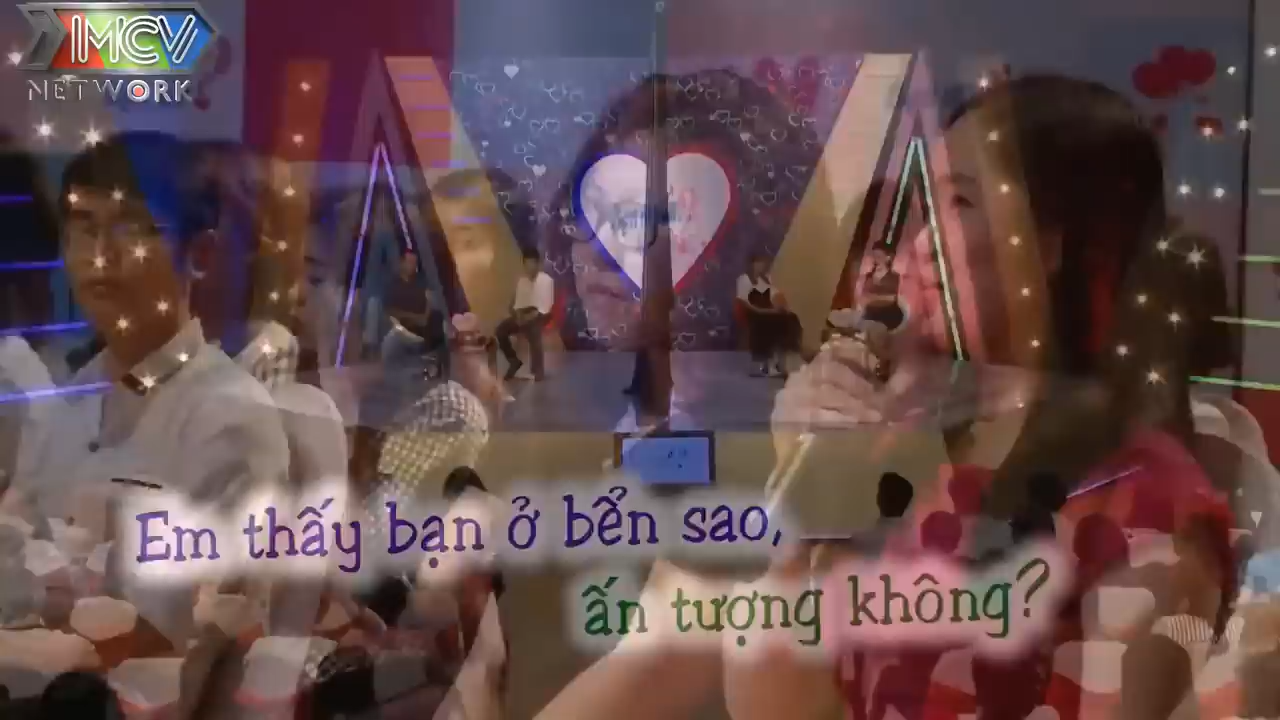 MCV
NETWORK
Em thấy bạn ở bển sao,
ấn tượng không?